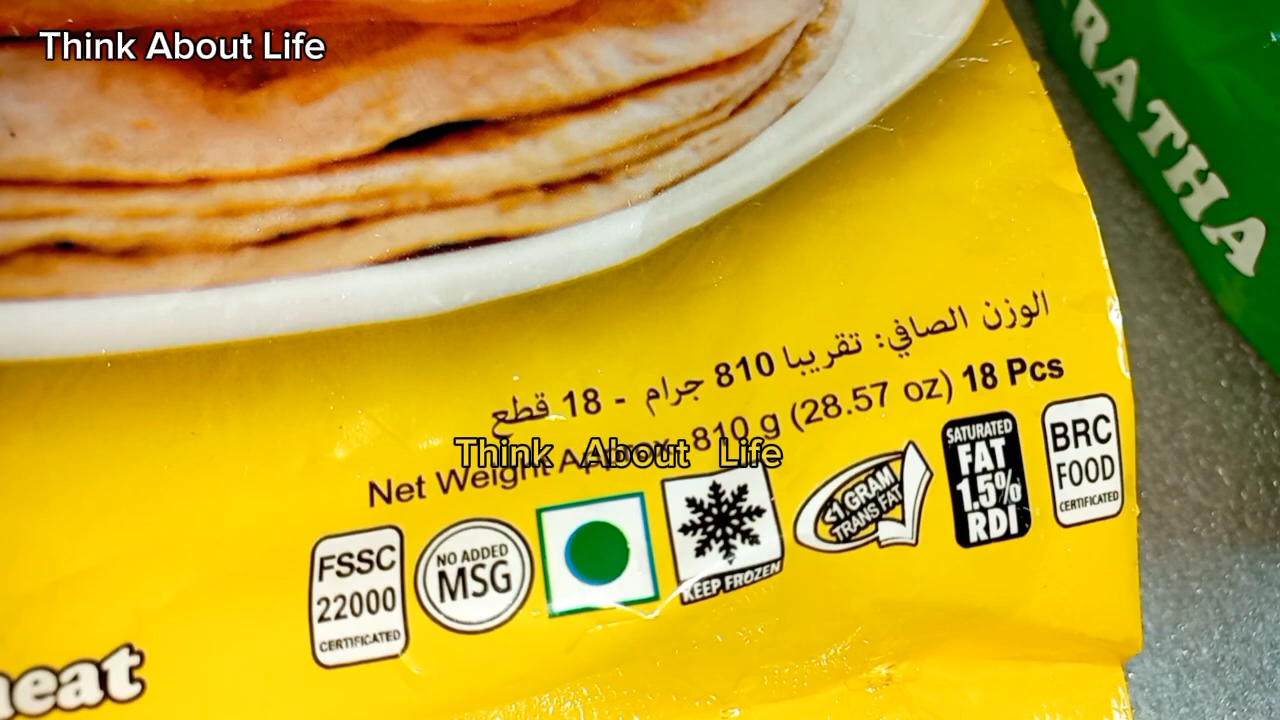 Think About Life
RATHA
الوزن الصافي: تقريبا 810 جرام - 18 قطع
Net Weight Approx. 810 g (28.57 oz) 18 Pcs
Think About Life
FSSC
22000
CERTIFICATED
NO ADDED
MSG
KEEP FROZEN
<1 GRAM
TRANS FAT
SATURATED
FAT
1.5%
RDI
BRC
FOOD
CERTIFICATED
eat